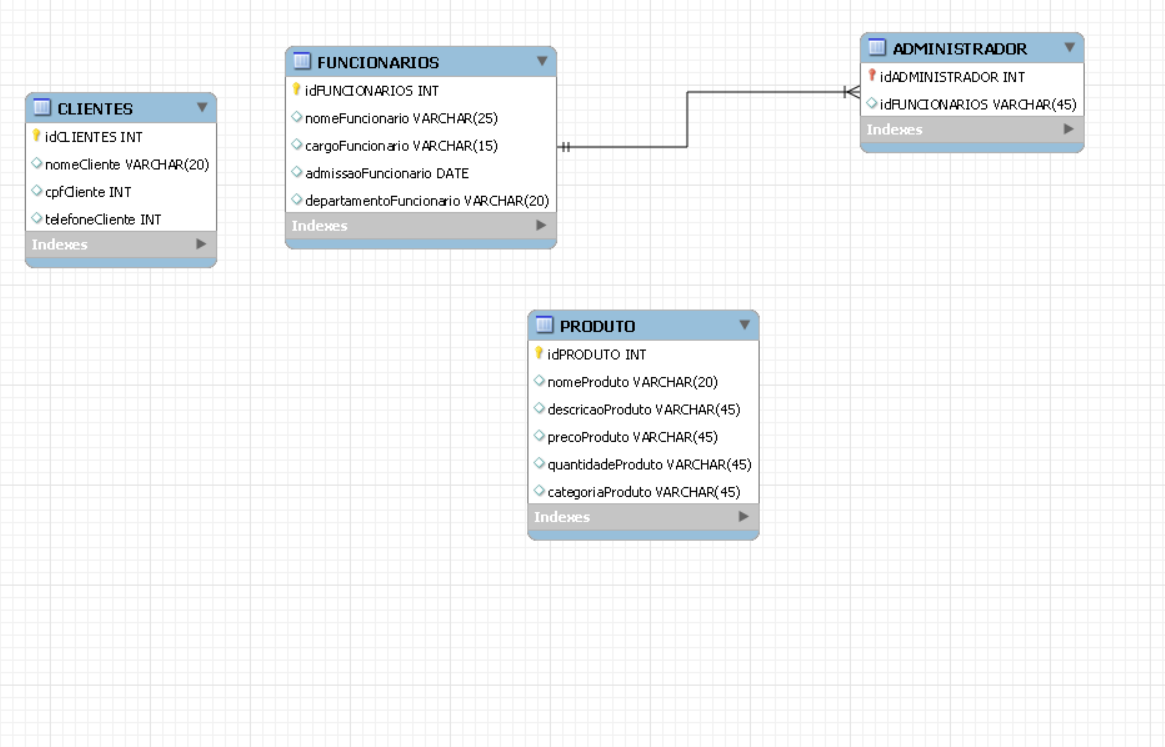 CLIENTES
idCLIENTES INT
nomeCliente VARCHAR(20)
cpfCliente INT
telefoneCliente INT
Indexes
FUNCIONARIOS
idFUNCIONARIOS INT
nomeFuncionario VARCHAR(25)
cargoFuncionario VARCHAR(15)
admissaoFuncionario DATE
departamentoFuncionario VARCHAR(20)
Indexes
ADMINISTRADOR
idADMINISTRADOR INT
idFUNCIONARIOS VARCHAR(45)
Indexes
PRODUTO
idPRODUTO INT
nomeProduto VARCHAR(20)
descricaoProduto VARCHAR(45)
precoProduto VARCHAR(45)
quantidadeProduto VARCHAR(45)
categoriaProduto VARCHAR(45)
Indexes